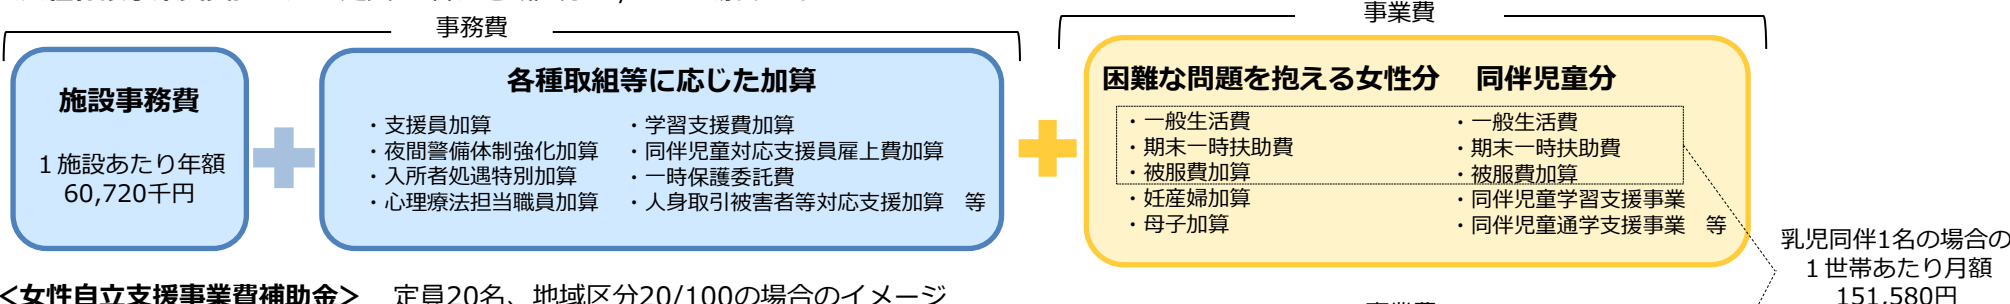 事務費
事業費
施設事務費
１施設あたり年額
60,720千円
各種取組等に応じた加算
・支援員加算
・夜間警備体制強化加算
・入所者処遇特別加算
・心理療法担当職員加算
・学習支援費加算
・同伴児童対応支援員雇上費加算
・一時保護委託費
・人身取引被害者等対応支援加算　等
困難な問題を抱える女性分
・一般生活費
・期末一時扶助費
・被服費加算
・妊産婦加算
・母子加算
同伴児童分
・一般生活費
・期末一時扶助費
・被服費加算
・同伴児童学習支援事業
・同伴児童通学支援事業　等
乳児同伴1名の場合の
１世帯あたり月額
151,580円
＜女性自立支援事業費補助金＞　定員20名、地域区分20/100の場合のイメージ
事業費